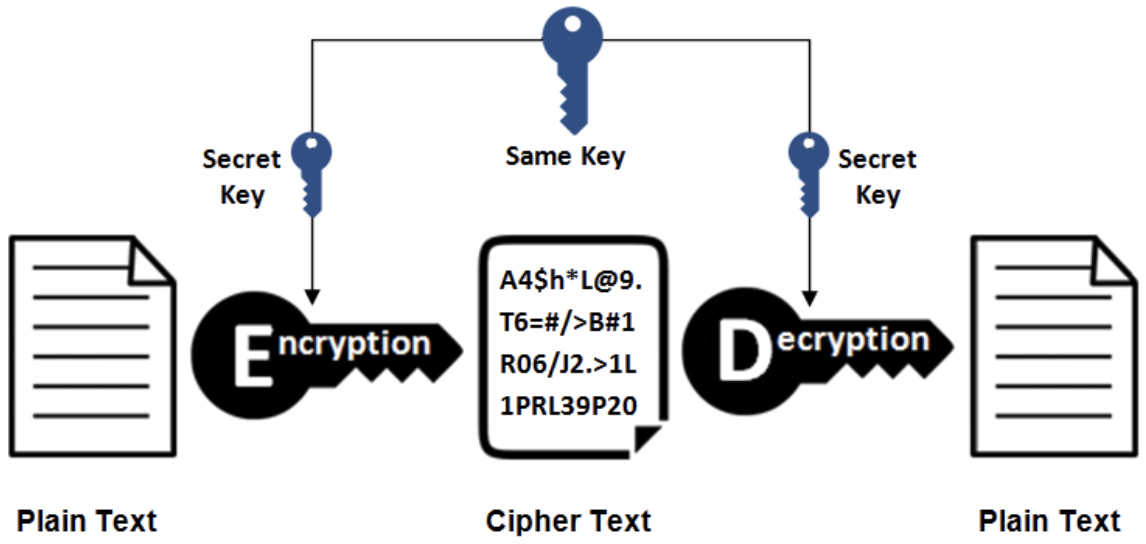 Same Key
Secret
Key
Secret
Key
Encryption
A4$h*L@9.
T6=#/>B#1
R06/J2.>1L
1PRL39P20
Decryption
Plain Text
Cipher Text
Plain Text